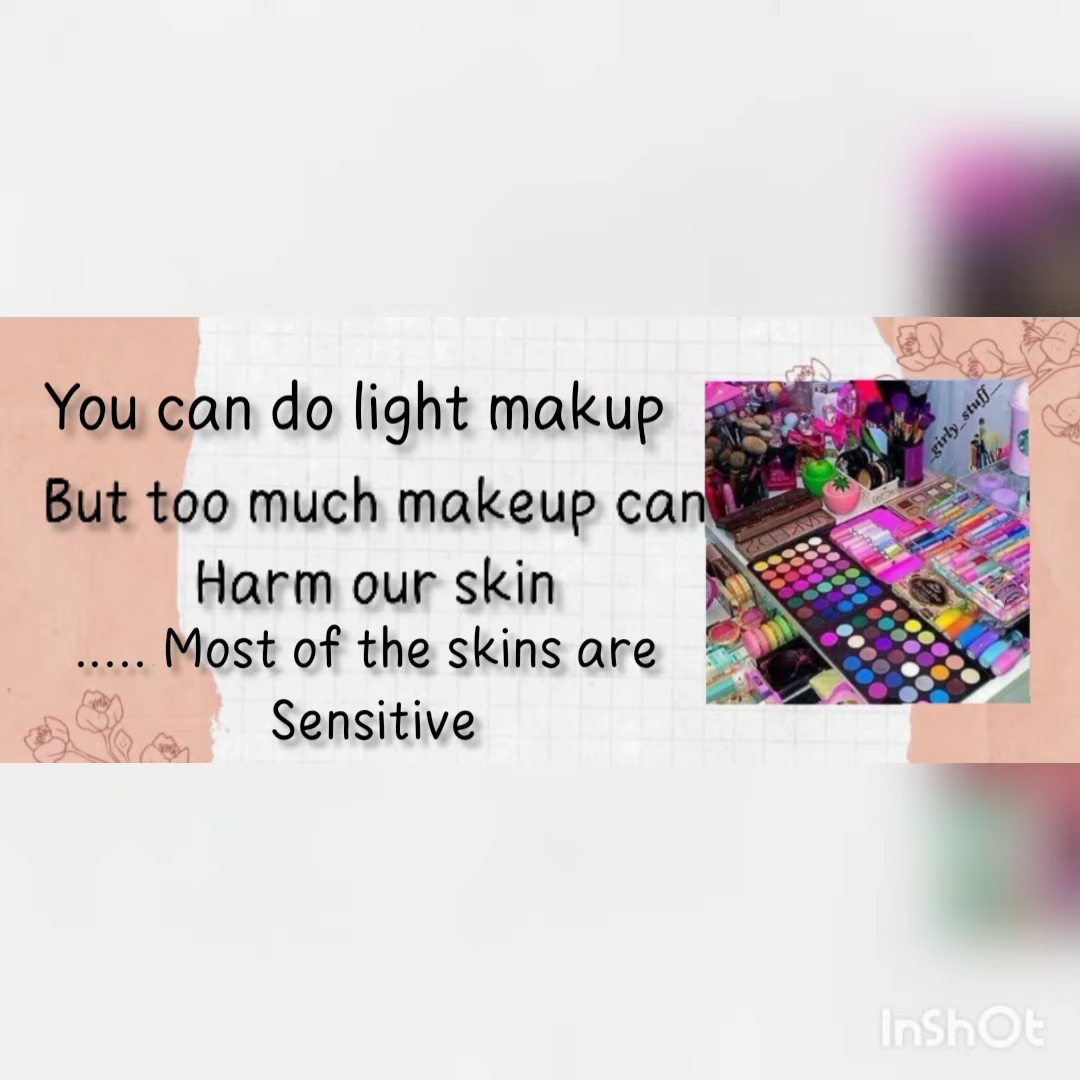 You can do light makup
But too much makeup can
Harm our skin
..... Most of the skins are
Sensitive
_girly_stuff_
InShOt